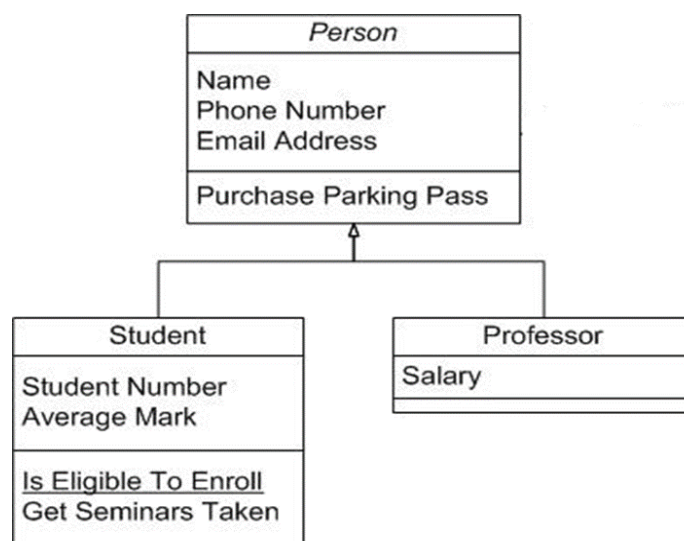 Person
Name
Phone Number
Email Address
Purchase Parking Pass
Student
Student Number
Average Mark
Is Eligible To Enroll
Get Seminars Taken
Professor
Salary